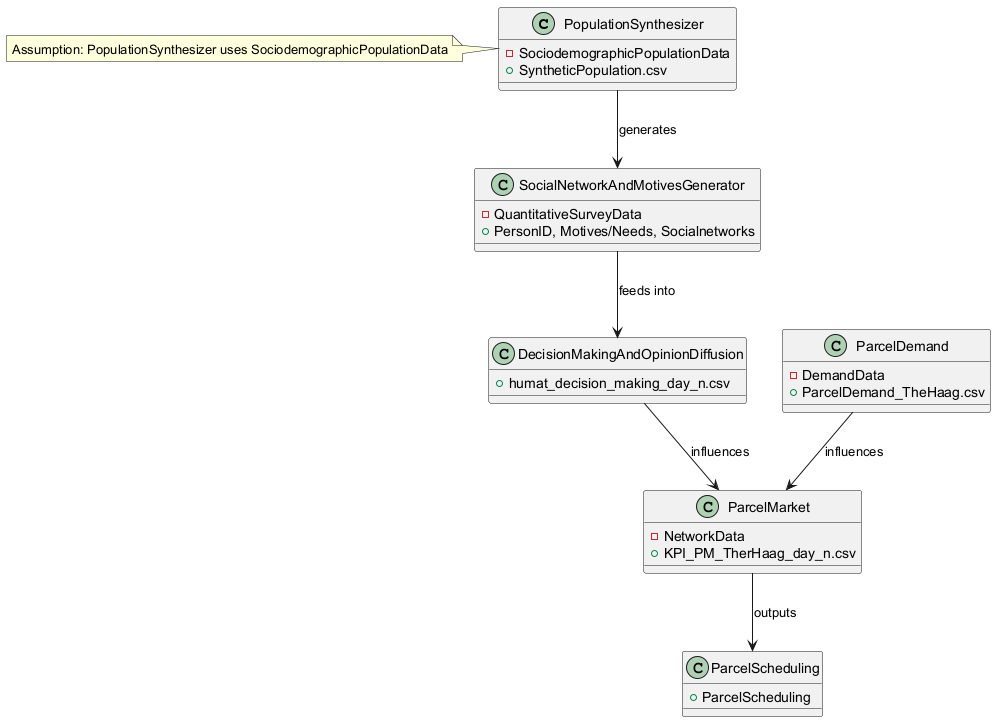 C PopulationSynthesizer
Assumption: PopulationSynthesizer uses SociodemographicPopulationData
SociodemographicPopulationData
SyntheticPopulation.csv
generates
C SocialNetworkAndMotivesGenerator
QuantitativeSurveyData
PersonID, Motives/Needs, Socialnetworks
feeds into
C DecisionMakingAndOpinionDiffusion
humat_decision_making_day_n.csv
C ParcelDemand
DemandData
ParcelDemand_TheHaag.csv
influences
influences
C ParcelMarket
NetworkData
KPI_PM_TherHaag_day_n.csv
outputs
C ParcelScheduling
ParcelScheduling